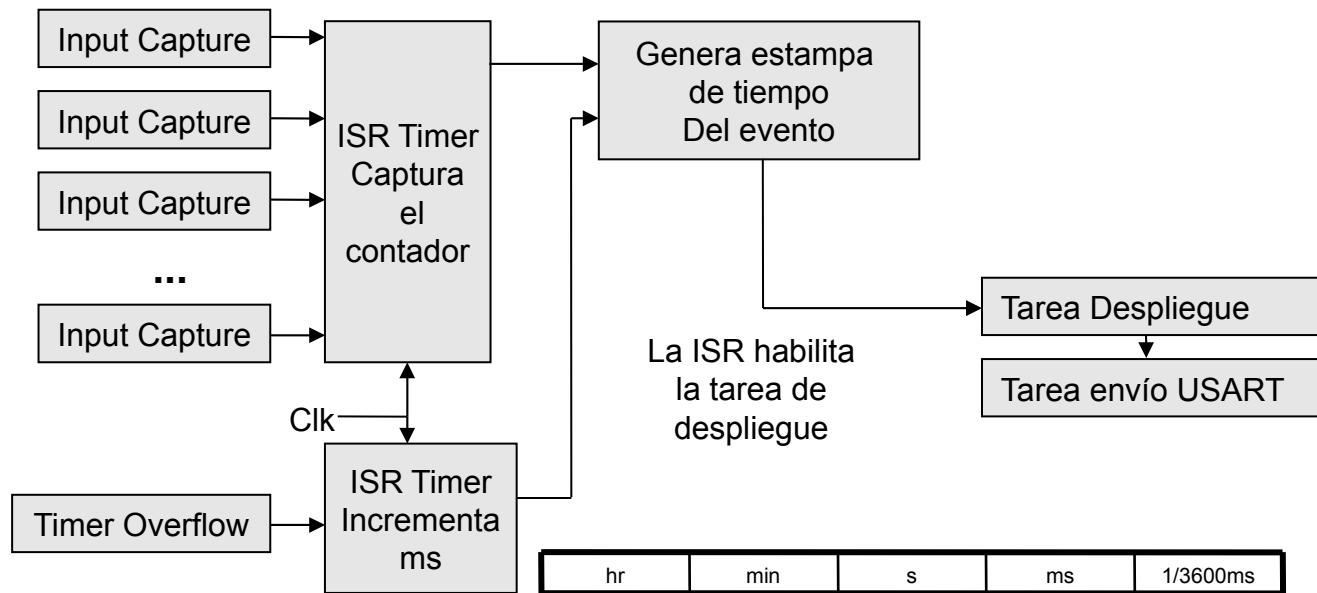 Input Capture
Input Capture
Input Capture
...
Input Capture
ISR Timer
Captura
el
contador
Genera estampa
de tiempo
Del evento
Tarea Despliegue
Tarea envío USART
La ISR habilita
la tarea de
despliegue
Clk
Timer Overflow
ISR Timer
Incrementa
ms
hr min s ms 1/3600ms